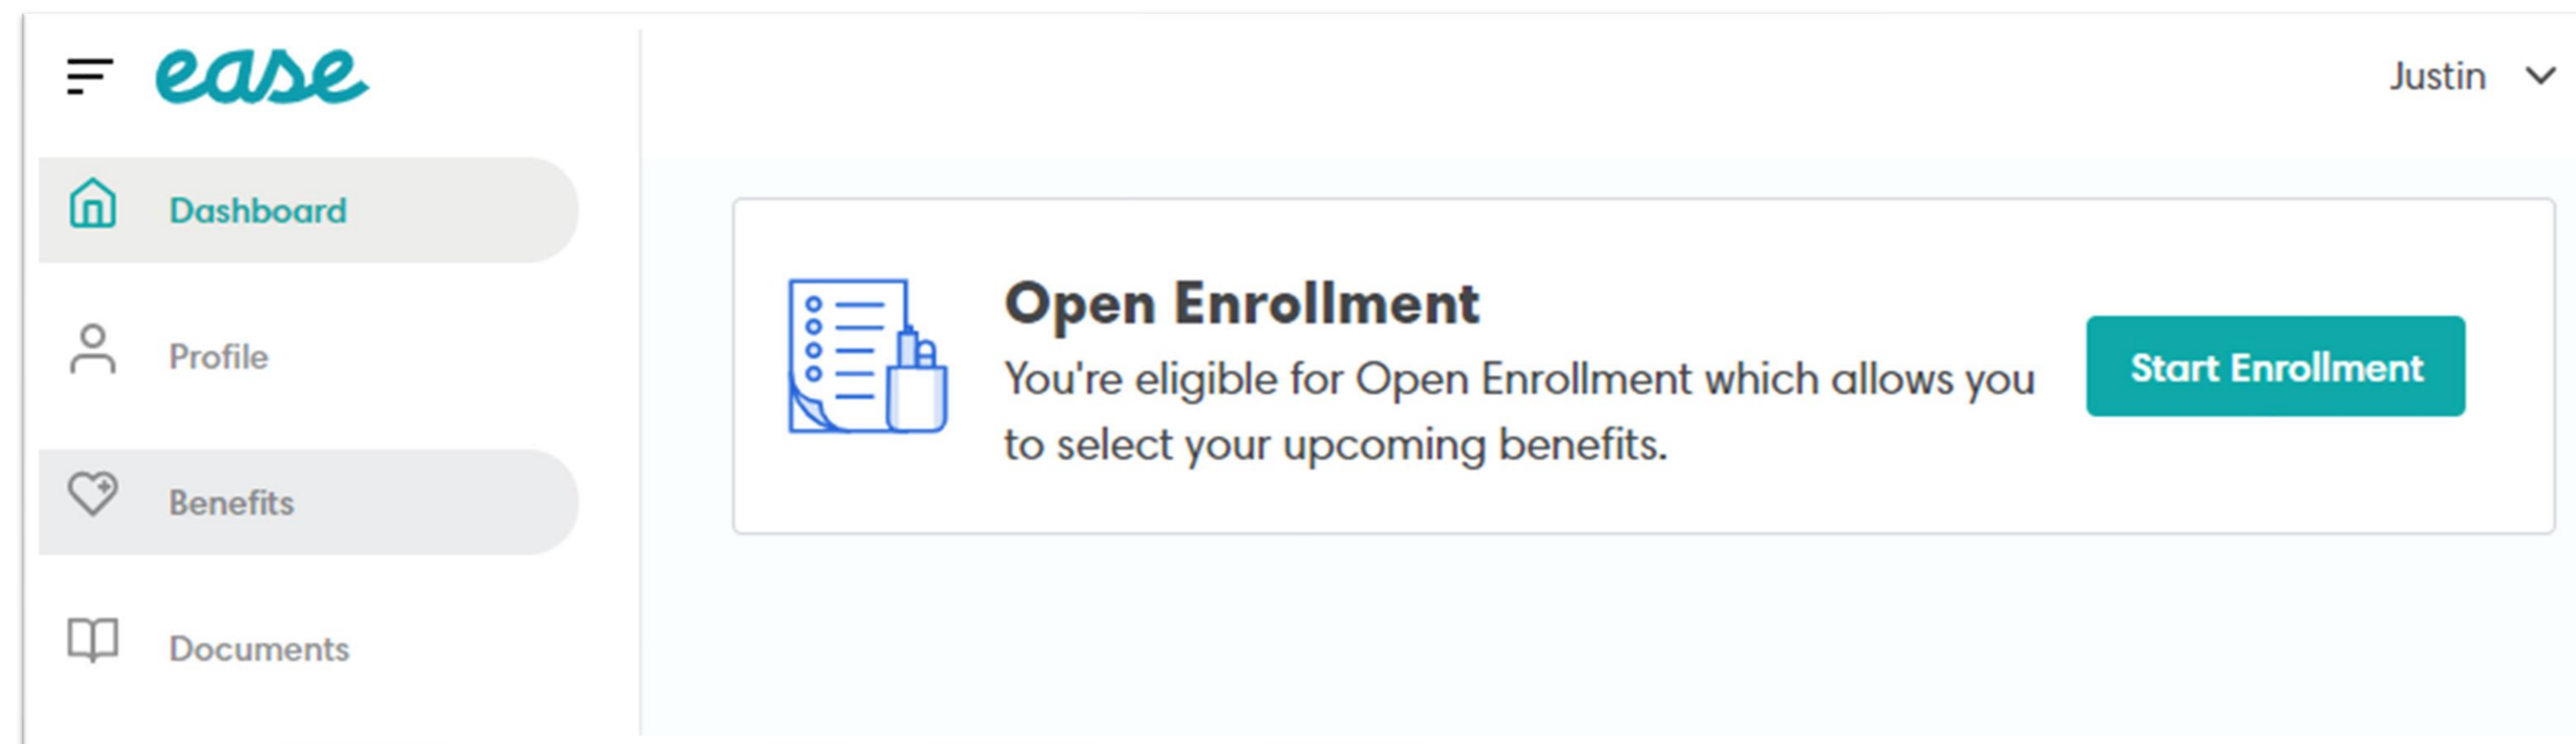 ease
Justin
Dashboard
Profile
Benefits
Documents
Open Enrollment
You're eligible for Open Enrollment which allows you
to select your upcoming benefits.
Start Enrollment